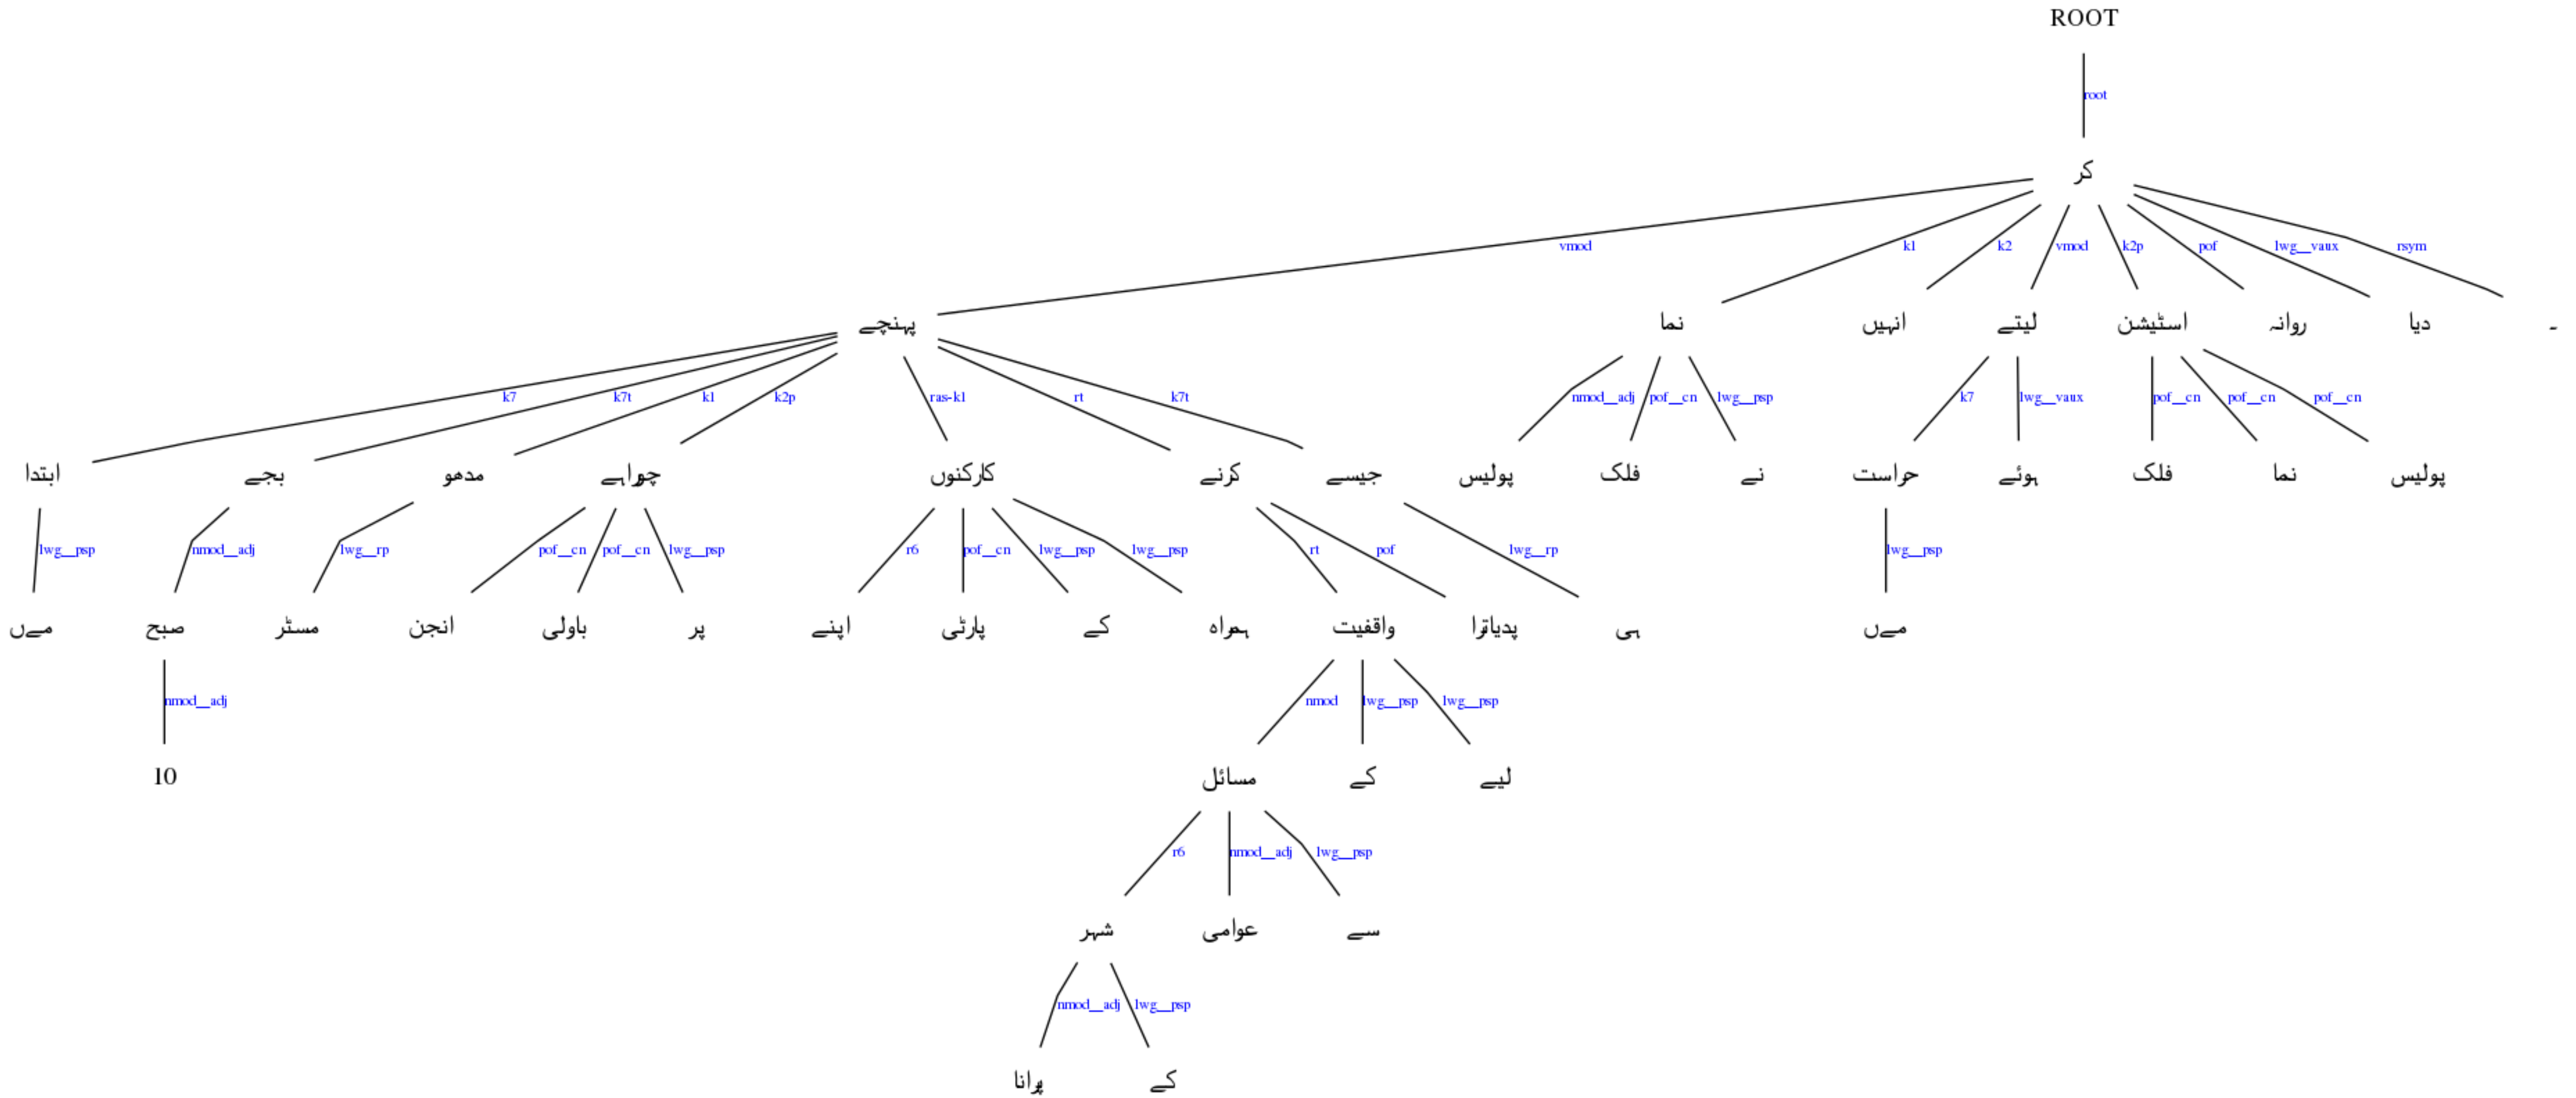 ROOT
root
کر
vmod k1 k2 vmod k2p pof lwg__vaux rsym
پہنچے نما انہیں لیتے اسٹیشن روانہ دیا ۔
k7 k7t k1 k2p ras-k1 rt k7t nmod__adj pof__cn lwg__psp k7 lwg__vaux pof__cn pof__cn pof__cn
ابتدا بجے مدھو چوراہے کارکنوں کرنے جیسے پولیس فلک نے حراست ہوئے فلک نما پولیس
lwg__psp nmod__adj lwg__rp pof__cn pof__cn lwg__psp r6 pof__cn lwg__psp lwg__psp rt pof lwg__rp lwg__psp
مےں صبح مسٹر انجن باولی پر اپنے پارٹی کے ہمراہ واقفیت پدیاترا ہی مےں
nmod__adj nmod lwg__psp lwg__psp
10 مسائل کے لیے
r6 nmod__adj lwg__psp
شہر عوامی سے
nmod__adj lwg__psp
پرانا کے